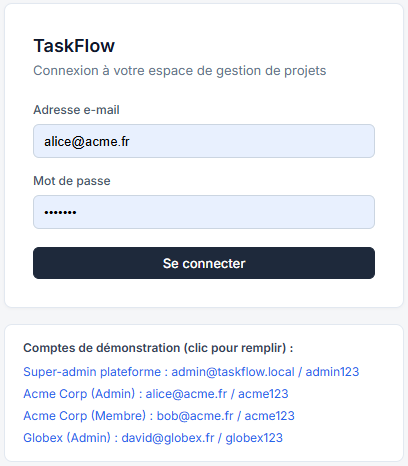 TaskFlow
Connexion à votre espace de gestion de projets
Adresse e-mail
alice@acme.fr
Mot de passe
•••••••
Se connecter
Comptes de démonstration (clic pour remplir) :
Super-admin plateforme : admin@taskflow.local / admin123
Acme Corp (Admin) : alice@acme.fr / acme123
Acme Corp (Membre) : bob@acme.fr / acme123
Globex (Admin) : david@globex.fr / globex123